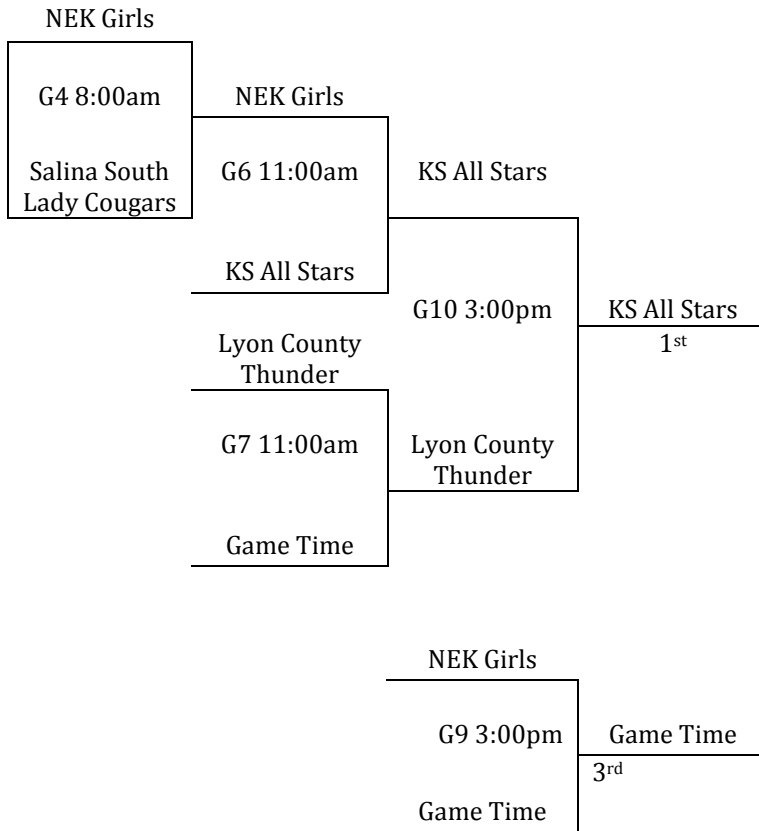 NEK Girls
G4 8:00am
NEK Girls
Salina South
Lady Cougars
G6 11:00am
KS All Stars
KS All Stars
G10 3:00pm
KS All Stars
1st
Lyon County
Thunder
G7 11:00am
Lyon County
Thunder
Game Time
NEK Girls
G9 3:00pm
Game Time
3rd
Game Time